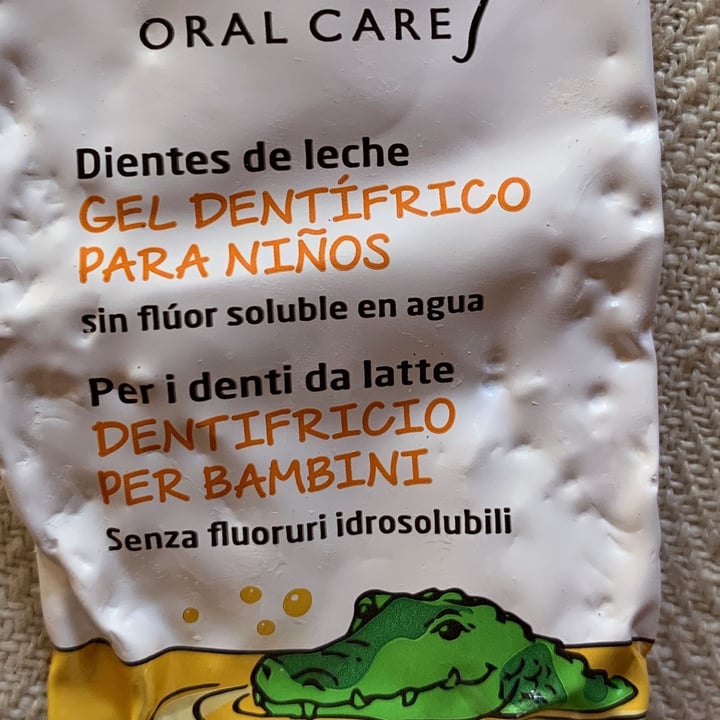 ORAL CARE
Dientes de leche
GEL DENTÍFRICO
PARA NIÑOS
sin flúor soluble en agua
Per i denti da latte
DENTIFRICIO
PER BAMBINI
Senza fluoruri idrosolubili